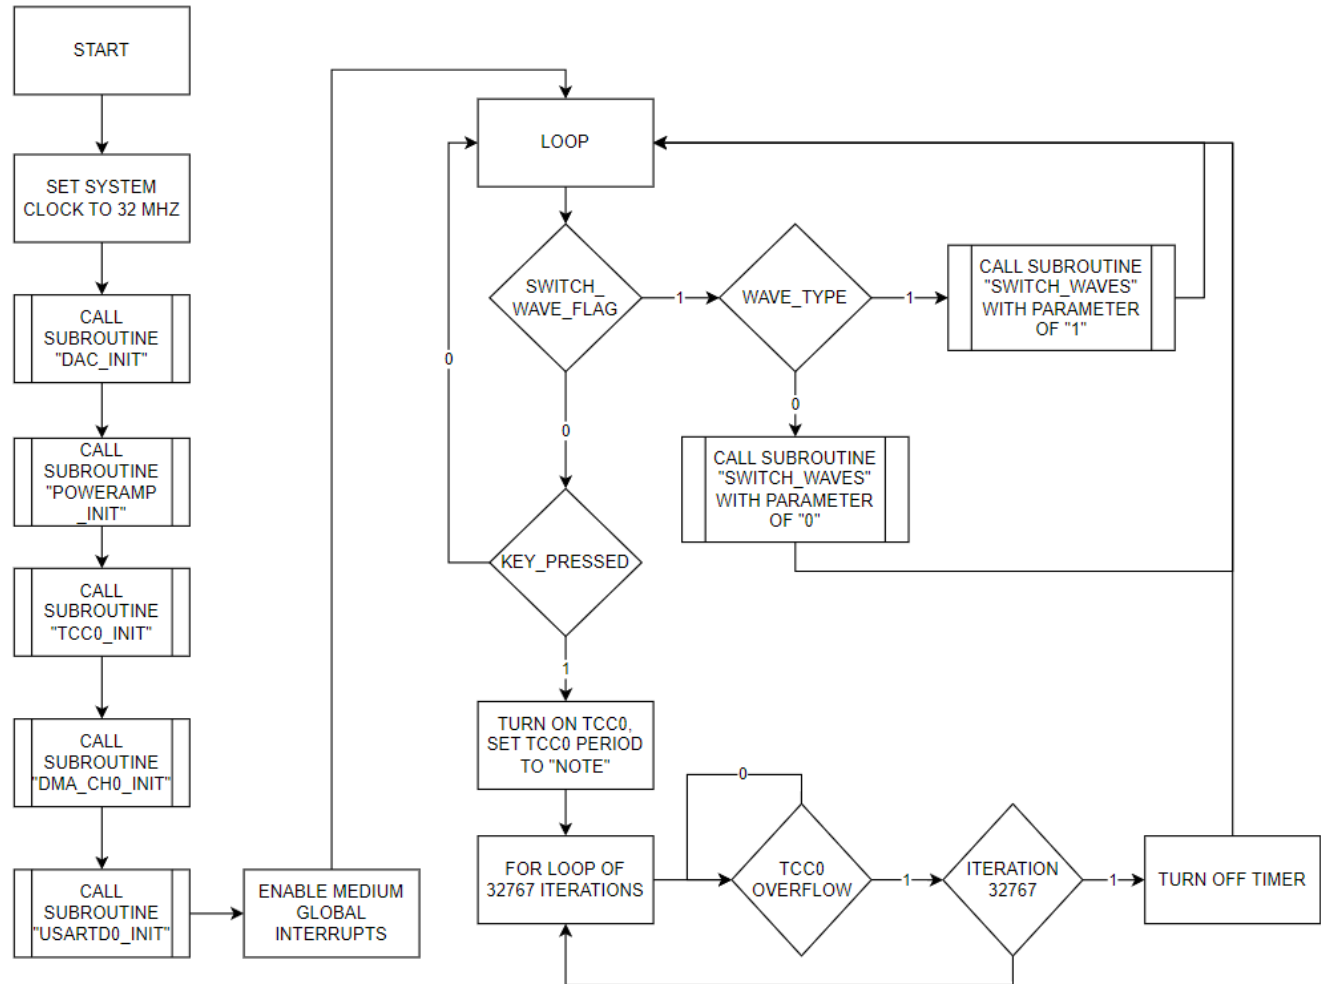 START
SET SYSTEM
CLOCK TO 32 MHZ
CALL
SUBROUTINE
"DAC_INIT"
CALL
SUBROUTINE
"POWERAMP
_INIT"
CALL
SUBROUTINE
"TCC0_INIT"
CALL
SUBROUTINE
"DMA_CH0_INIT"
CALL
SUBROUTINE
"USARTD0_INIT"
ENABLE MEDIUM
GLOBAL
INTERRUPTS
LOOP
SWITCH_
WAVE_FLAG
1
WAVE_TYPE
1
CALL SUBROUTINE
"SWITCH_WAVES"
WITH PARAMETER
OF "1"
0
0
0
CALL SUBROUTINE
"SWITCH_WAVES"
WITH PARAMETER
OF "0"
KEY_PRESSED
1
TURN ON TCC0,
SET TCC0 PERIOD
TO "NOTE"
FOR LOOP OF
32767 ITERATIONS
0
TCC0
OVERFLOW
1
ITERATION
32767
1
TURN OFF TIMER